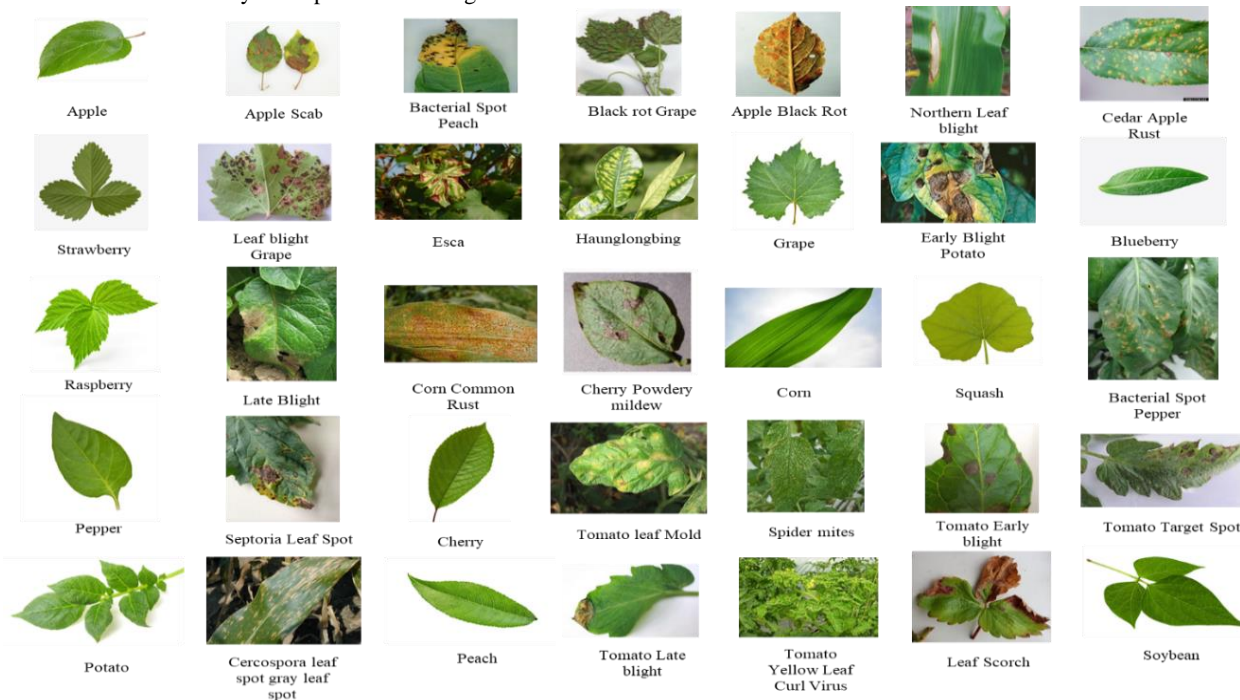 Apple
Apple Scab
Bacterial Spot
Peach
Black rot Grape
Apple Black Rot
Northern Leaf
blight
Cedar Apple
Rust
Strawberry
Leaf blight
Grape
Esca
Haunglongbing
Grape
Early Blight
Potato
Blueberry
Raspberry
Late Blight
Corn Common
Rust
Cherry Powdery
mildew
Corn
Squash
Bacterial Spot
Pepper
Pepper
Septoria Leaf Spot
Cherry
Tomato leaf Mold
Spider mites
Tomato Early
blight
Tomato Target Spot
Potato
Cercospora leaf
spot gray leaf
spot
Peach
Tomato Late
blight
Tomato
Yellow Leaf
Curl Virus
Leaf Scorch
Soybean